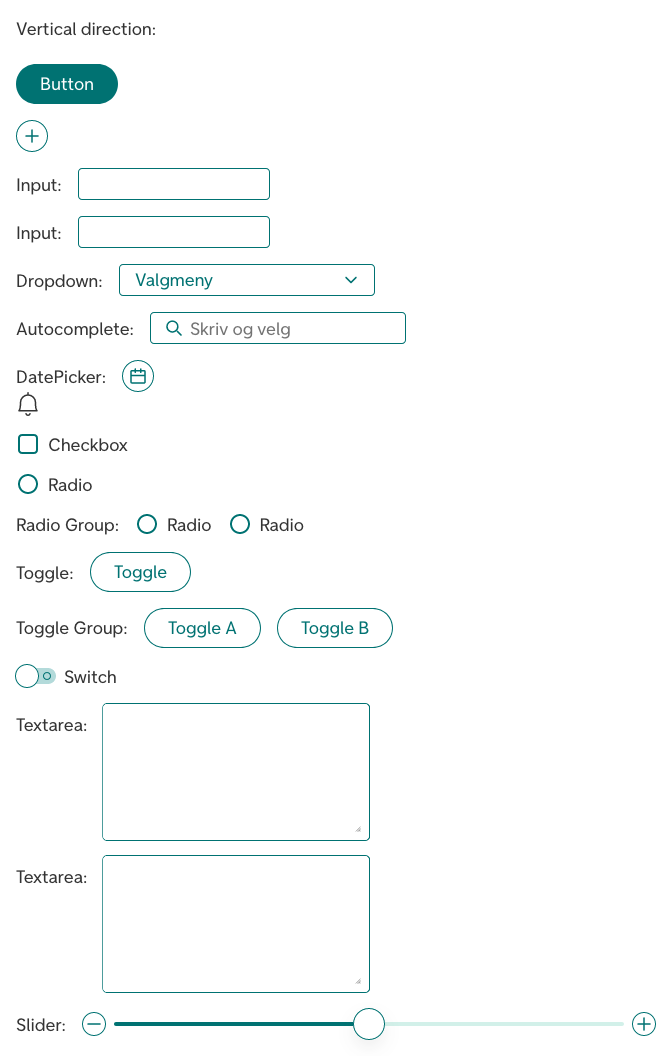 Vertical direction:
Button
Input:
Input:
Dropdown: Valgmeny
Autocomplete: Skriv og velg
DatePicker:
Checkbox
Radio
Radio Group: Radio Radio
Toggle: Toggle
Toggle Group: Toggle A Toggle B
Switch
Textarea:
Textarea:
Slider: